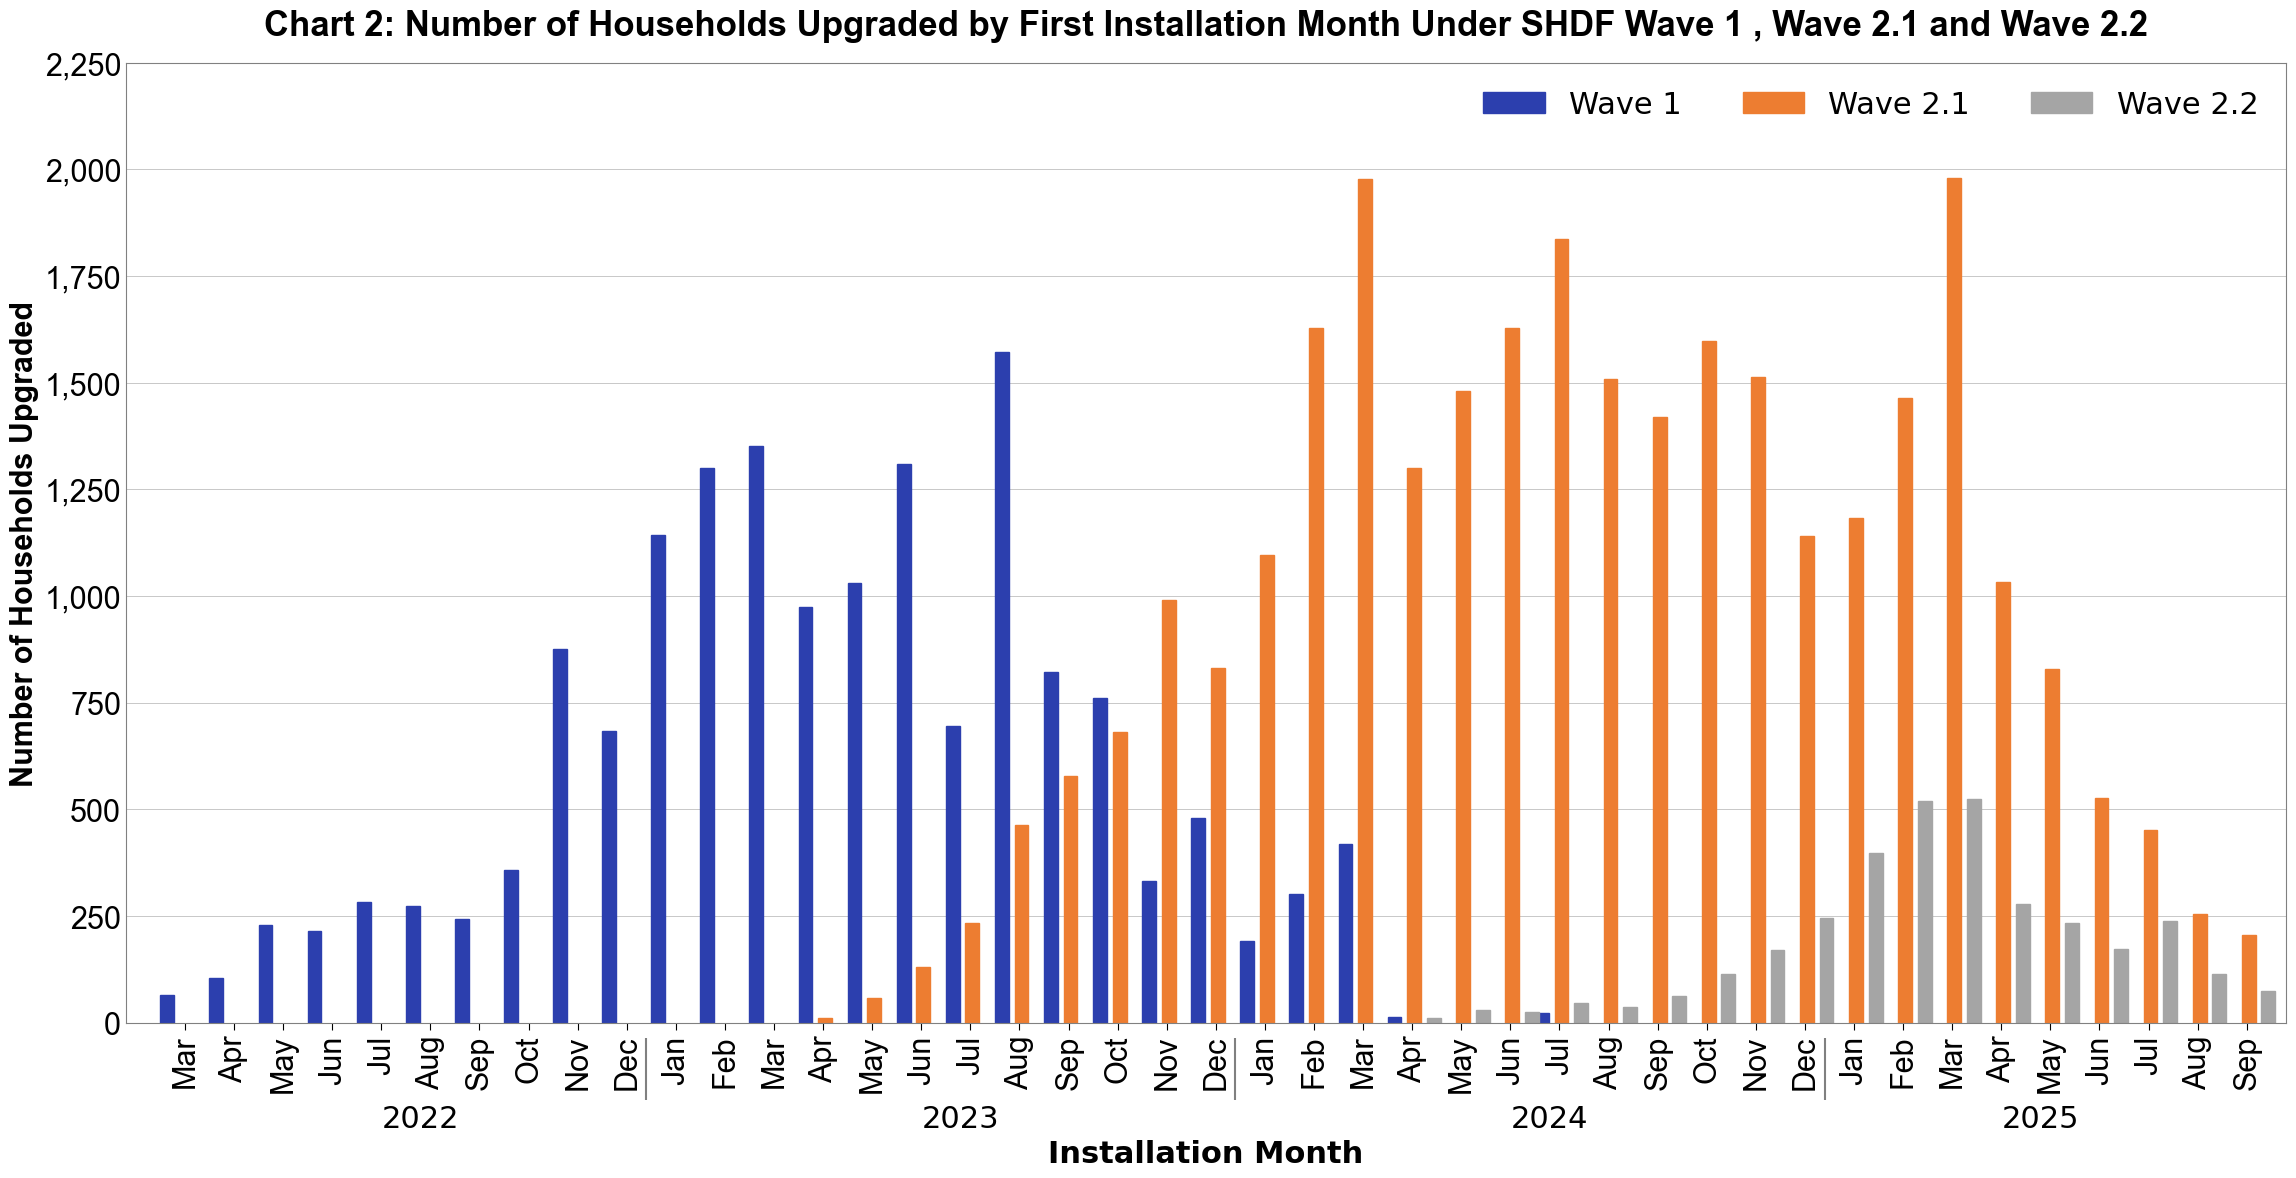 Chart 2: Number of Households Upgraded by First Installation Month Under SHDF Wave 1 , Wave 2.1 and Wave 2.2
Wave 1 Wave 2.1 Wave 2.2
Number of Households Upgraded
2,250
2,000
1,750
1,500
1,250
1,000
750
500
250
0
Mar Apr May Jun Jul Aug Sep Oct Nov Dec Jan Feb Mar Apr May Jun Jul Aug Sep Oct Nov Dec Jan Feb Mar Apr May Jun Jul Aug Sep Oct Nov Dec Jan Feb Mar Apr May Jun Jul Aug Sep
2022 2023 2024 2025
Installation Month